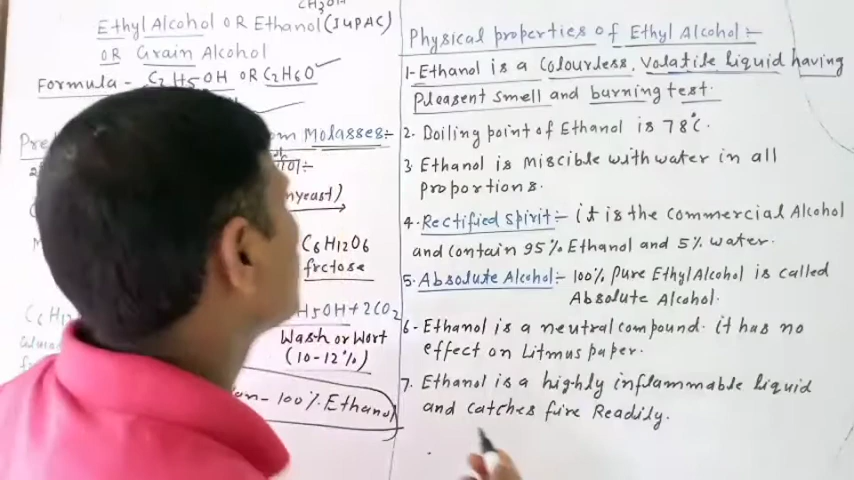 CH3OH
Ethyl Alcohol OR Ethanol (IUPAC)
OR Grain Alcohol
Formula - C2H5OH OR C2H6O
Molasses:-
yeast)
C6H12O6
frctose
H5OH + 2CO2
Wash or Wort
(10-12%)
100% Ethanol
Physical properties of Ethyl Alcohol :-
1- Ethanol is a Colourless, Volatile liquid having
Pleasent smell and burning test.
2. Boiling point of Ethanol is 78°C.
3 Ethanol is miscible with water in all
proportions.
4. Rectified spirit :- it is the commercial Alcohol
and Contain 95% Ethanol and 5% water.
5. Absolute Alcohol :- 100% pure Ethyl Alcohol is called
Absolute Alcohol.
6- Ethanol is a neutral compound. it has no
effect on Litmus paper.
7. Ethanol is a highly inflammable liquid
and catches fire Readily.